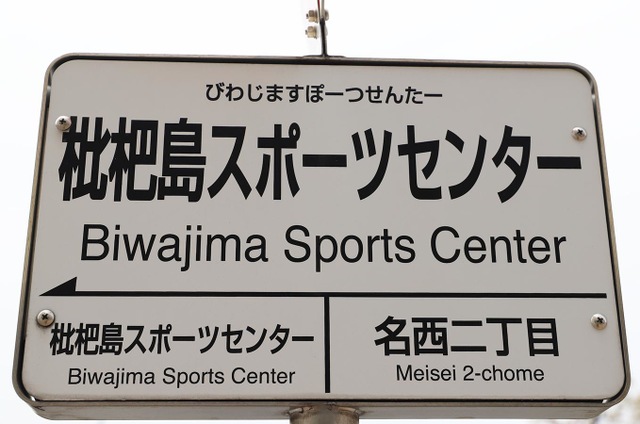 びわじますぽーつせんたー
枇杷島スポーツセンター
Biwajima Sports Center
枇杷島スポーツセンター
Biwajima Sports Center
名西二丁目
Meisei 2-chome